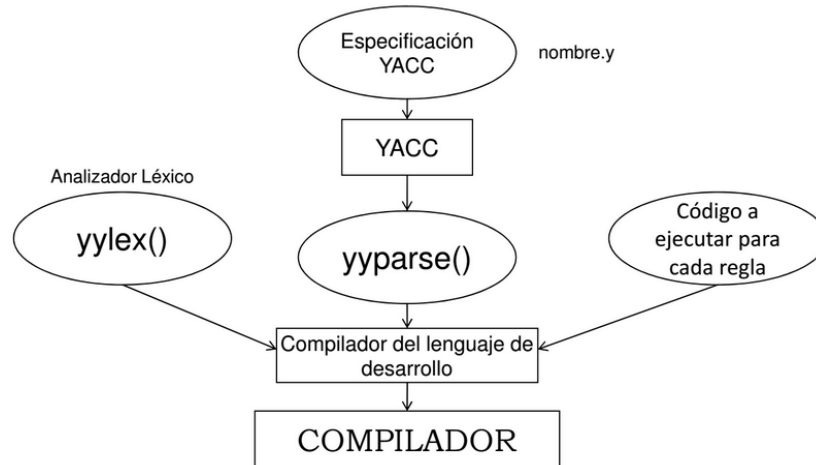 Especificación
YACC
nombre.y
YACC
Analizador Léxico
yylex()
yyparse()
Código a
ejecutar para
cada regla
Compilador del lenguaje de
desarrollo
COMPILADOR